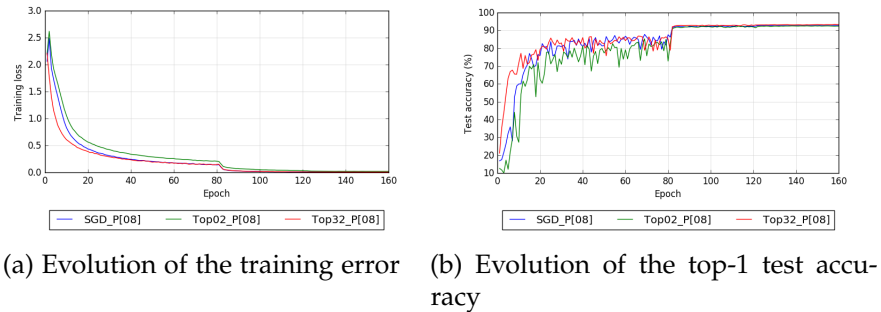 3.0
2.5
2.0
1.5
1.0
0.5
0.0
Training loss
0 20 40 60 80 100 120 140 160
Epoch
SGD_P[08] Top02_P[08] Top32_P[08]
(a) Evolution of the training error
100
90
80
70
60
50
40
30
20
10
Test accuracy (%)
0 20 40 60 80 100 120 140 160
Epoch
SGD_P[08] Top02_P[08] Top32_P[08]
(b) Evolution of the top-1 test accu-
racy